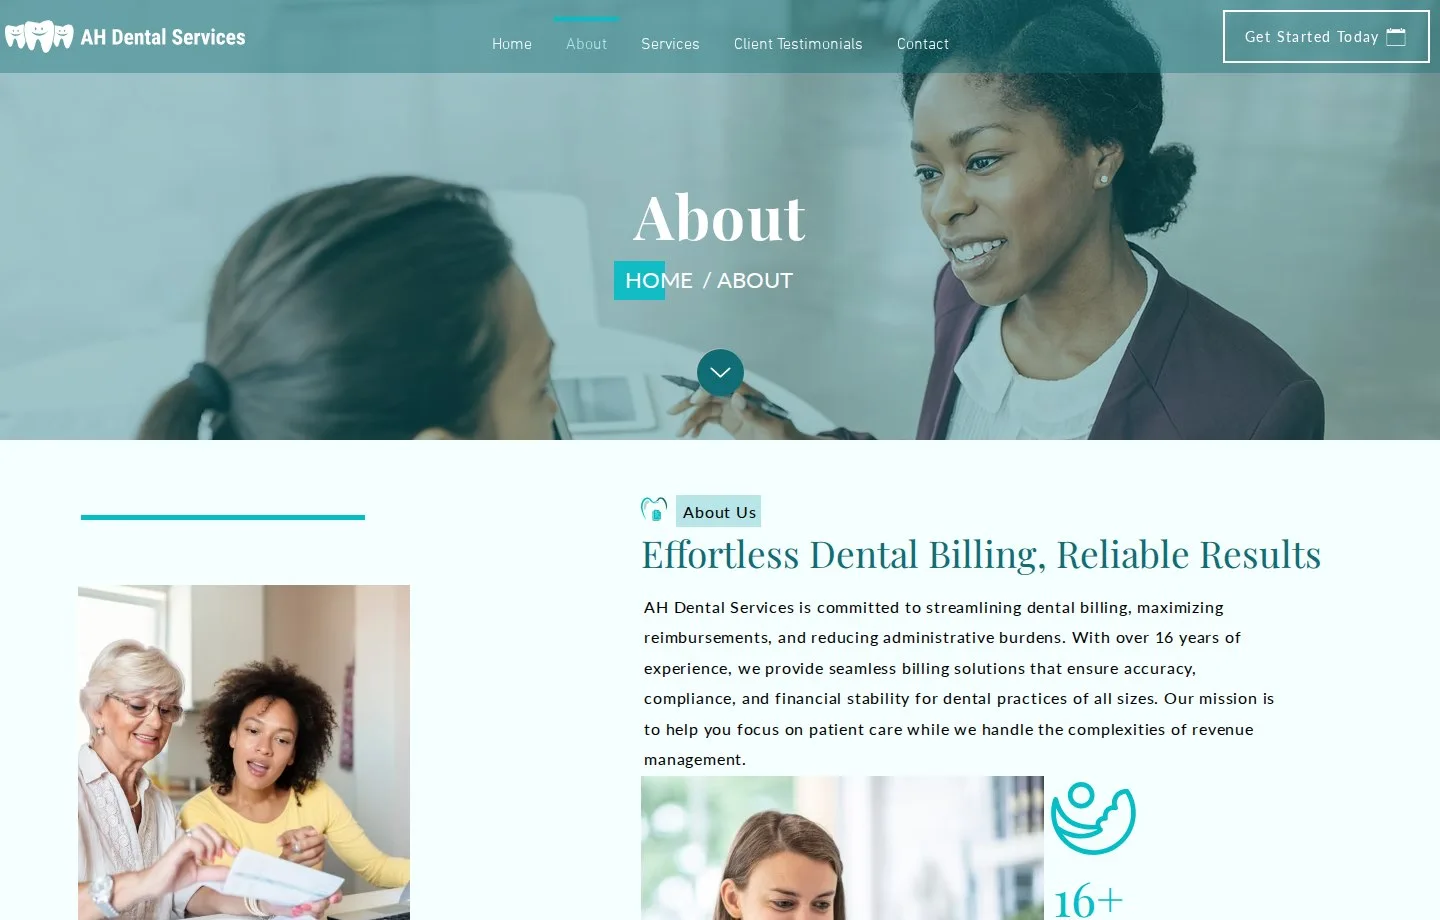 AH Dental Services
Home
About
Services
Client Testimonials
Contact
Get Started Today
About
HOME / ABOUT
About Us
Effortless Dental Billing, Reliable Results
AH Dental Services is committed to streamlining dental billing, maximizing
reimbursements, and reducing administrative burdens. With over 16 years of
experience, we provide seamless billing solutions that ensure accuracy,
compliance, and financial stability for dental practices of all sizes. Our mission is
to help you focus on patient care while we handle the complexities of revenue
management.
16+